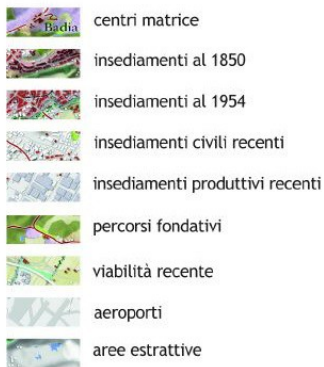 Badia
centri matrice
insediamenti al 1850
insediamenti al 1954
insediamenti civili recenti
insediamenti produttivi recenti
percorsi fondativi
viabilità recente
aeroporti
aree estrattive